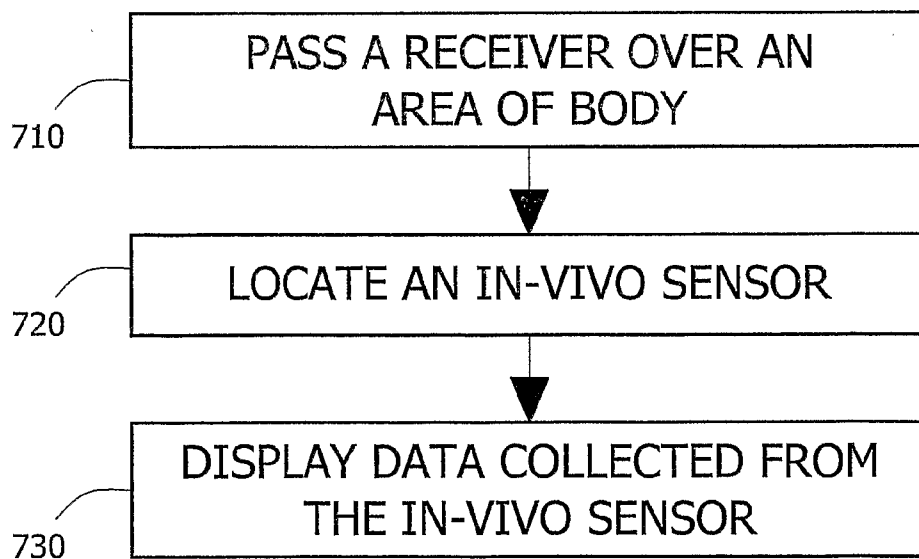 PASS A RECEIVER OVER AN
AREA OF BODY
710
LOCATE AN IN-VIVO SENSOR
720
DISPLAY DATA COLLECTED FROM
THE IN-VIVO SENSOR
730